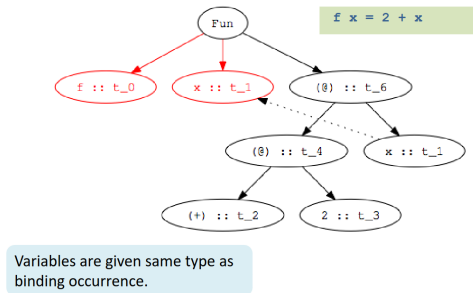 Fun
f x = 2 + x
f :: t_0
x :: t_1
(@) :: t_6
(@) :: t_4
x :: t_1
(+) :: t_2
2 :: t_3
Variables are given same type as
binding occurrence.